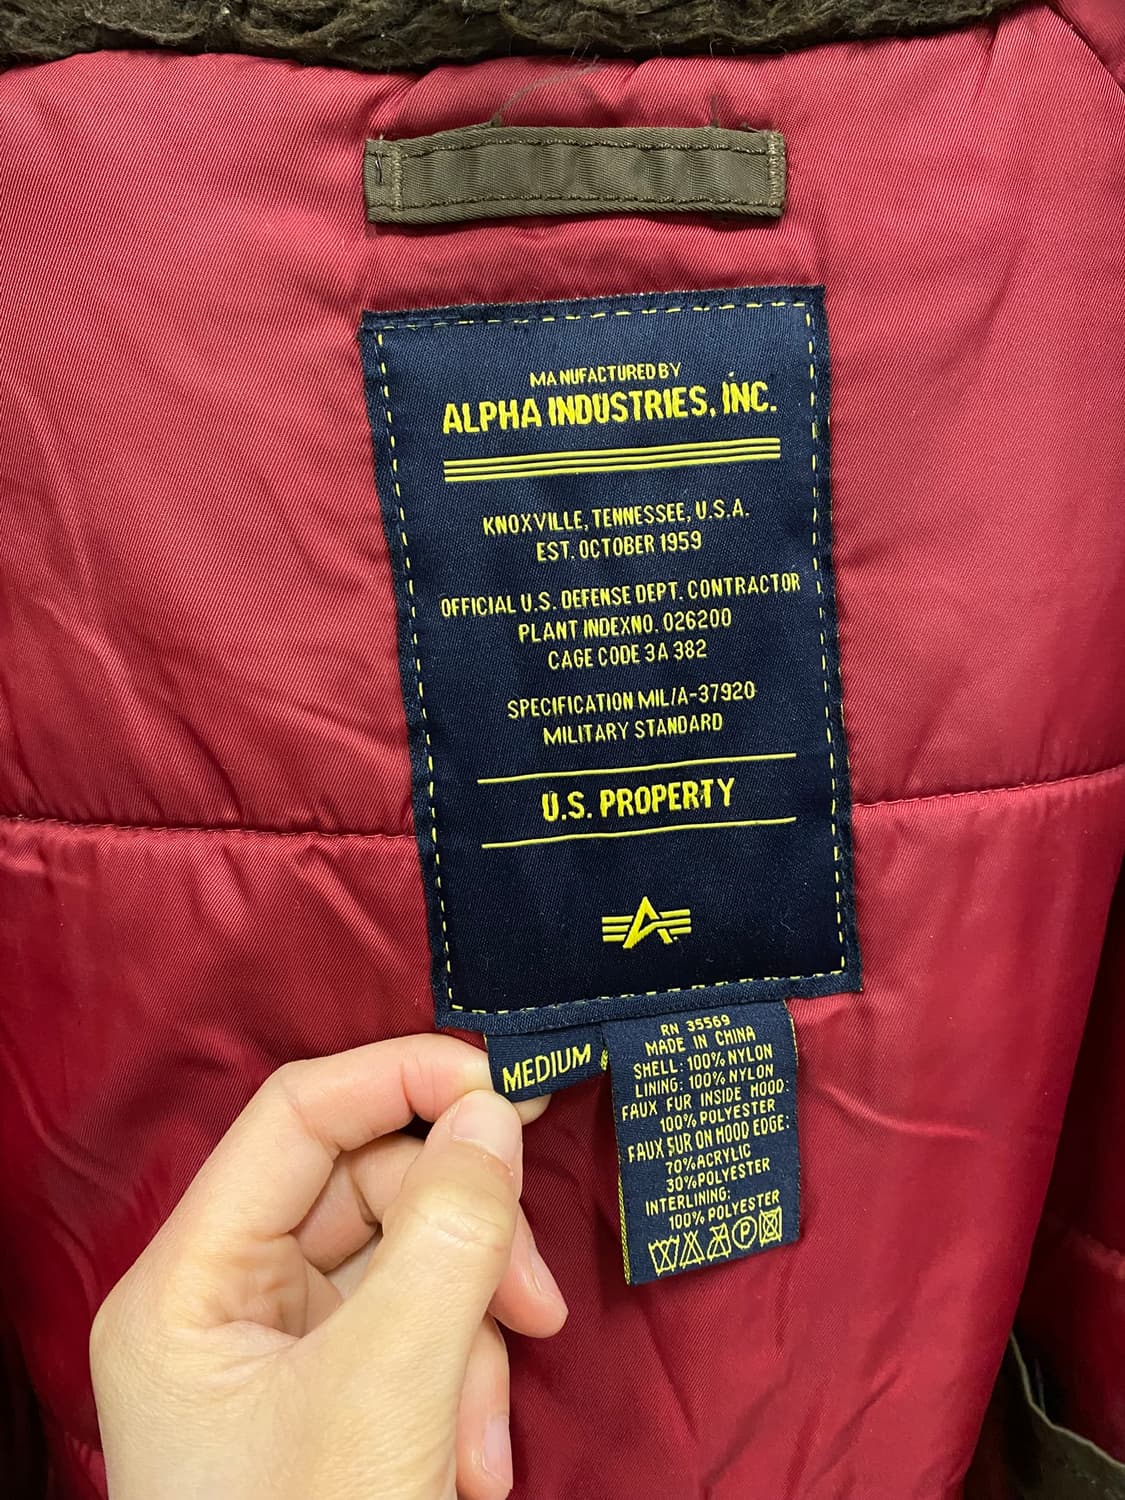 MANUFACTURED BY
ALPHA INDUSTRIES, INC.
KNOXVILLE, TENNESSEE, U.S.A.
EST. OCTOBER 1959
OFFICIAL U.S. DEFENSE DEPT. CONTRACTOR
PLANT INDEXNO. 026200
CAGE CODE 3A 382
SPECIFICATION MIL/A-37920
MILITARY STANDARD
U.S. PROPERTY
MEDIUM
RN 35569
MADE IN CHINA
SHELL: 100% NYLON
LINING: 100% NYLON
FAUX FUR INSIDE HOOD:
100% POLYESTER
FAUX SUR ON HOOD EDGE:
70% ACRYLIC
30% POLYESTER
INTERLINING:
100% POLYESTER
P